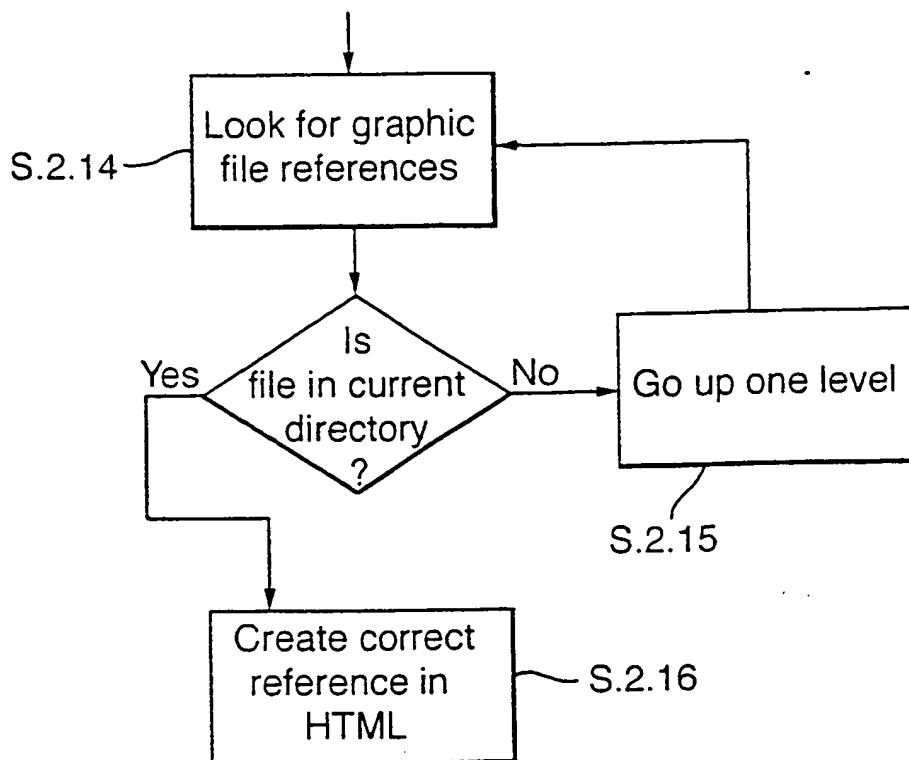 Look for graphic
file references
S.2.14
Is
file in current
directory
?
Yes
No
Go up one level
S.2.15
Create correct
reference in
HTML
S.2.16